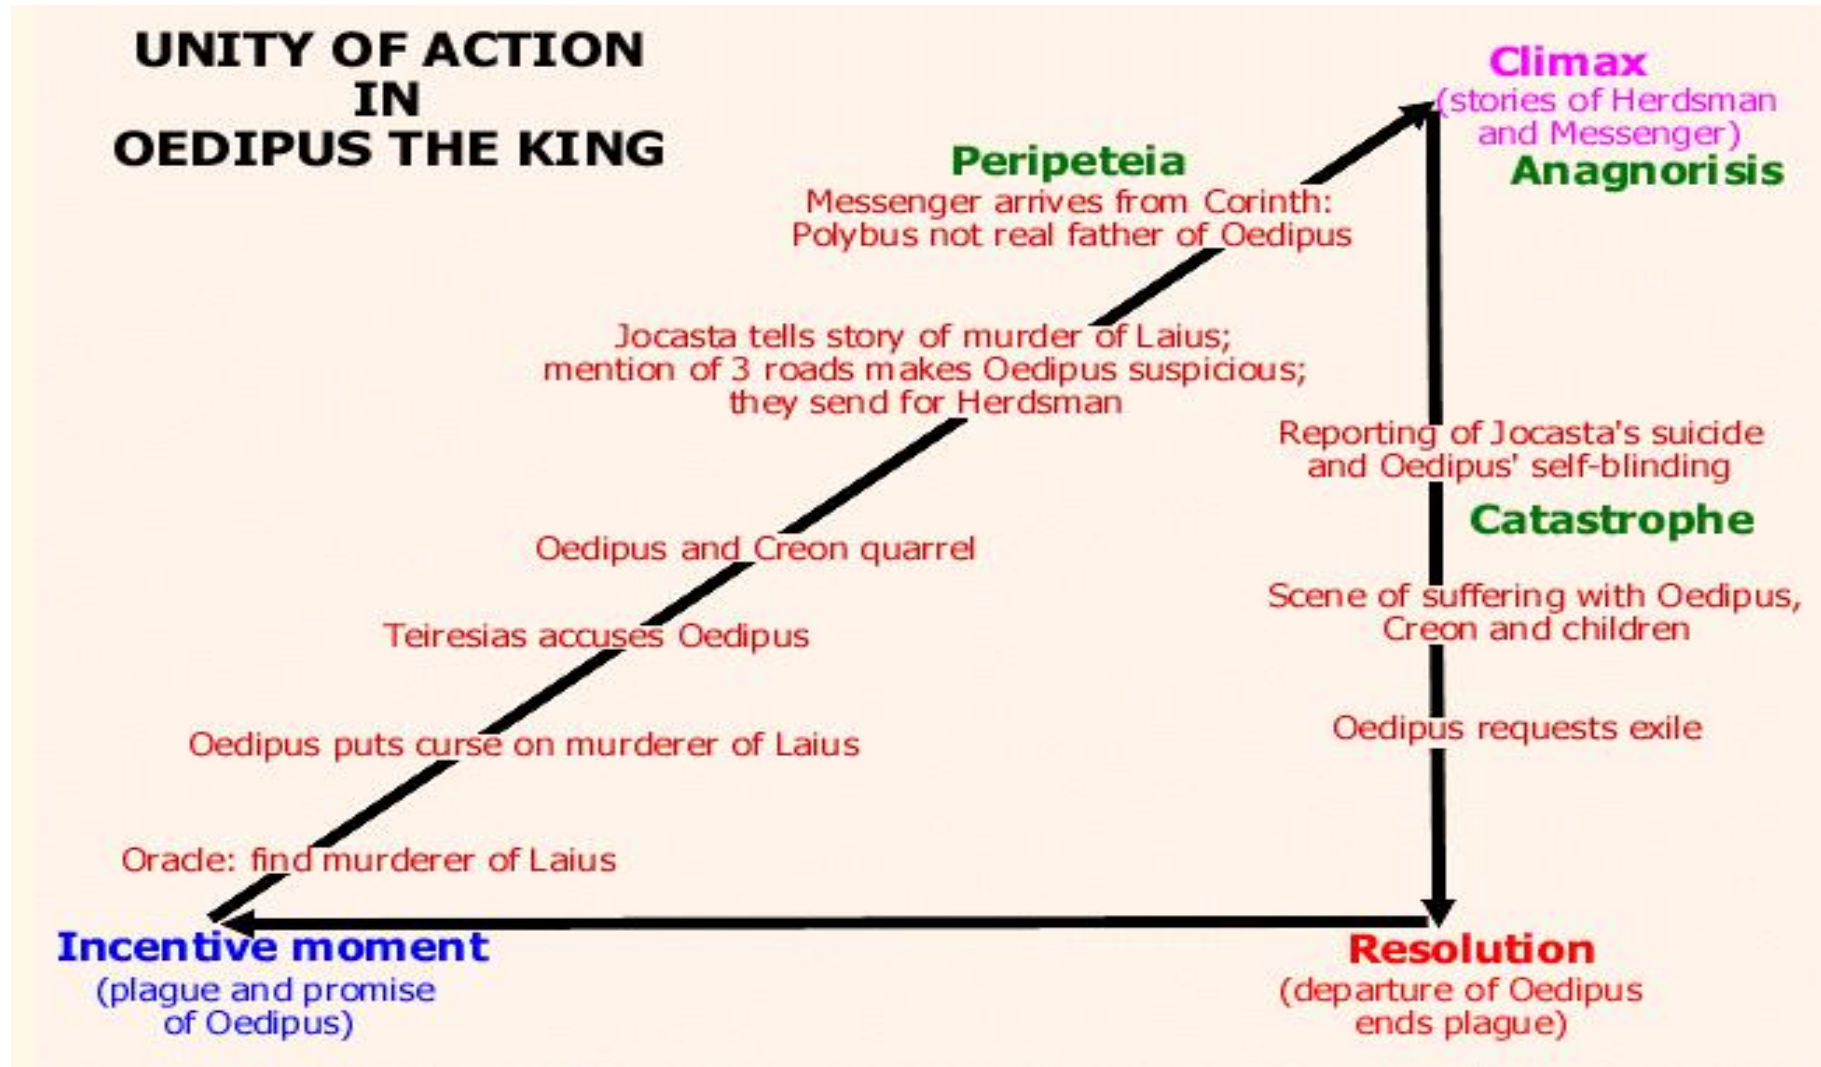 UNITY OF ACTION
IN
OEDIPUS THE KING
Climax
(stories of Herdsman
and Messenger)
Anagnorisis
Peripeteia
Messenger arrives from Corinth:
Polybus not real father of Oedipus
Jocasta tells story of murder of Laius;
mention of 3 roads makes Oedipus suspicious;
they send for Herdsman
Reporting of Jocasta's suicide
and Oedipus' self-blinding
Catastrophe
Oedipus and Creon quarrel
Scene of suffering with Oedipus,
Creon and children
Teiresias accuses Oedipus
Oedipus requests exile
Oedipus puts curse on murderer of Laius
Oracle: find murderer of Laius
Incentive moment
(plague and promise
of Oedipus)
Resolution
(departure of Oedipus
ends plague)